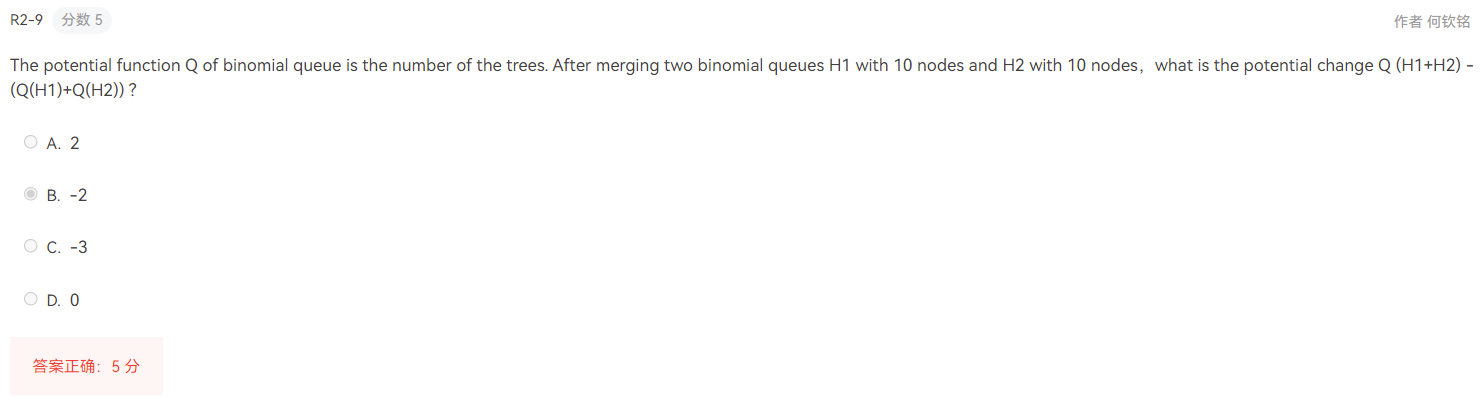 R2-9 分数 5 作者 何钦铭
The potential function Q of binomial queue is the number of the trees. After merging two binomial queues H1 with 10 nodes and H2 with 10 nodes，what is the potential change Q (H1+H2) −
(Q(H1)+Q(H2)) ?
A. 2
B. -2
C. -3
D. 0
答案正确：5 分